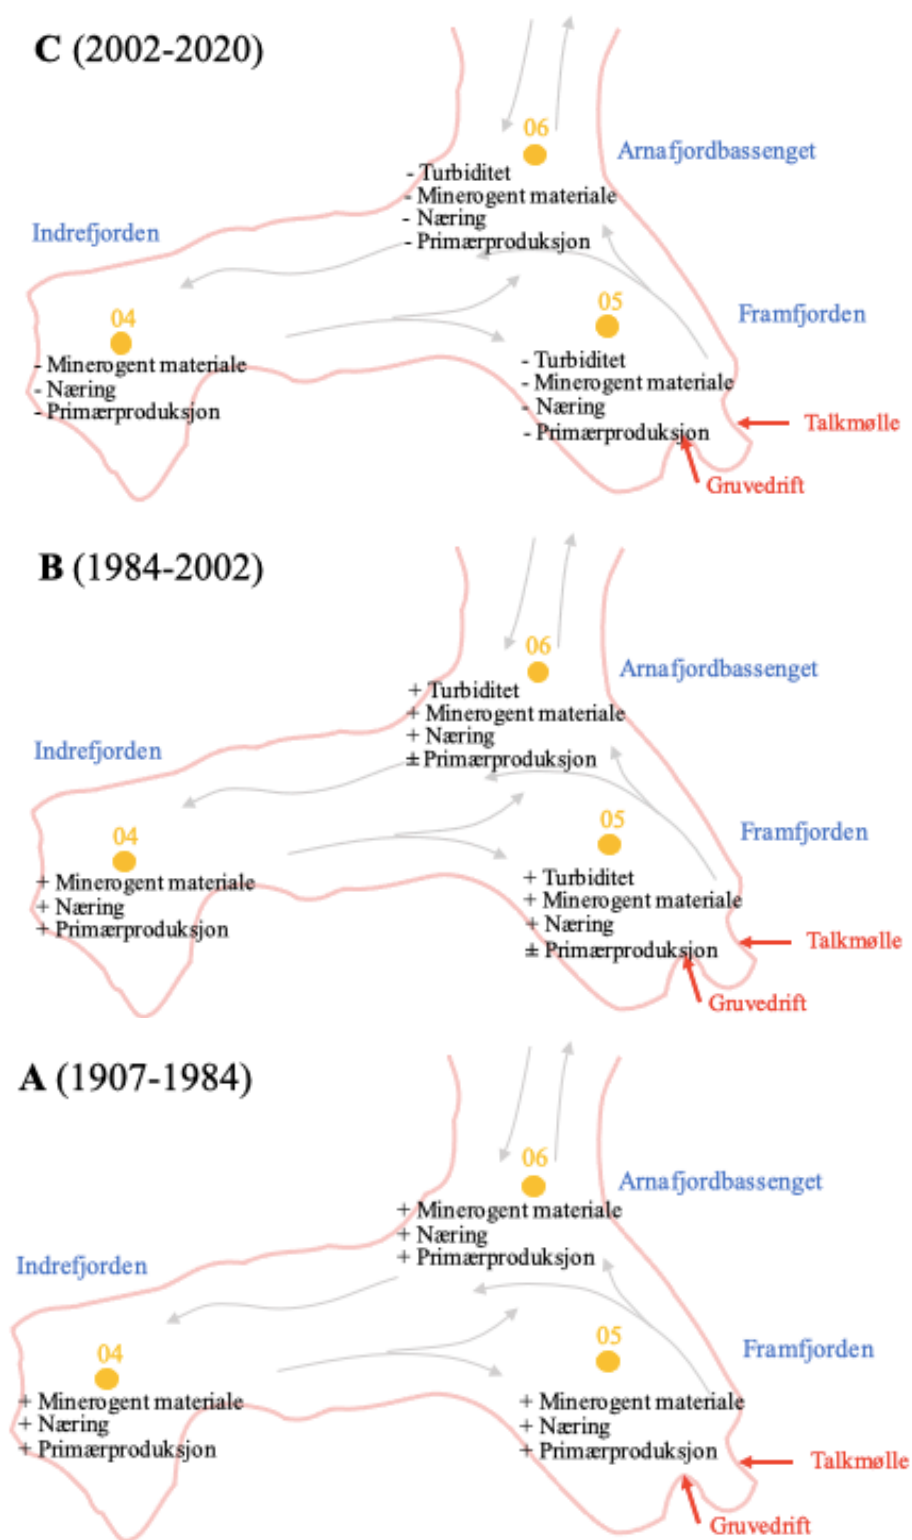 C (2002-2020)
06
Arnafjordbassenget
- Turbiditet
- Minerogent materiale
- Næring
- Primærproduksjon
Indrefjorden
04
- Minerogent materiale
- Næring
- Primærproduksjon
05
Framfjorden
- Turbiditet
- Minerogent materiale
- Næring
- Primærproduksjon
Talkmølle
Gruvedrift
B (1984-2002)
06
Arnafjordbassenget
+ Turbiditet
+ Minerogent materiale
+ Næring
± Primærproduksjon
Indrefjorden
04
+ Minerogent materiale
+ Næring
+ Primærproduksjon
05
Framfjorden
+ Turbiditet
+ Minerogent materiale
+ Næring
± Primærproduksjon
Talkmølle
Gruvedrift
A (1907-1984)
06
Arnafjordbassenget
+ Minerogent materiale
+ Næring
+ Primærproduksjon
Indrefjorden
04
+ Minerogent materiale
+ Næring
+ Primærproduksjon
05
Framfjorden
+ Minerogent materiale
+ Næring
+ Primærproduksjon
Talkmølle
Gruvedrift